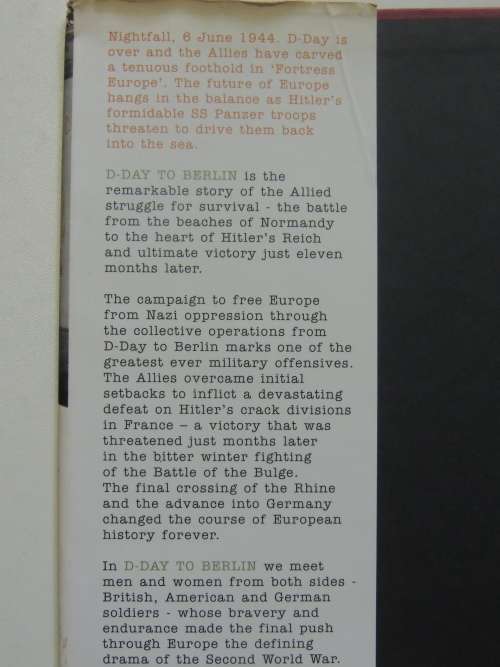 Nightfall, 6 June 1944. D-Day is
over and the Allies have carved
a tenuous foothold in 'Fortress
Europe'. The future of Europe
hangs in the balance as Hitler's
formidable SS Panzer troops
threaten to drive them back
into the sea.
D-DAY TO BERLIN is the
remarkable story of the Allied
struggle for survival - the battle
from the beaches of Normandy
to the heart of Hitler's Reich
and ultimate victory just eleven
months later.
The campaign to free Europe
from Nazi oppression through
the collective operations from
D-Day to Berlin marks one of the
greatest ever military offensives.
The Allies overcame initial
setbacks to inflict a devastating
defeat on Hitler's crack divisions
in France – a victory that was
threatened just months later
in the bitter winter fighting
of the Battle of the Bulge.
The final crossing of the Rhine
and the advance into Germany
changed the course of European
history forever.
In D-DAY TO BERLIN we meet
men and women from both sides -
British, American and German
soldiers - whose bravery and
endurance made the final push
through Europe the defining
drama of the Second World War.